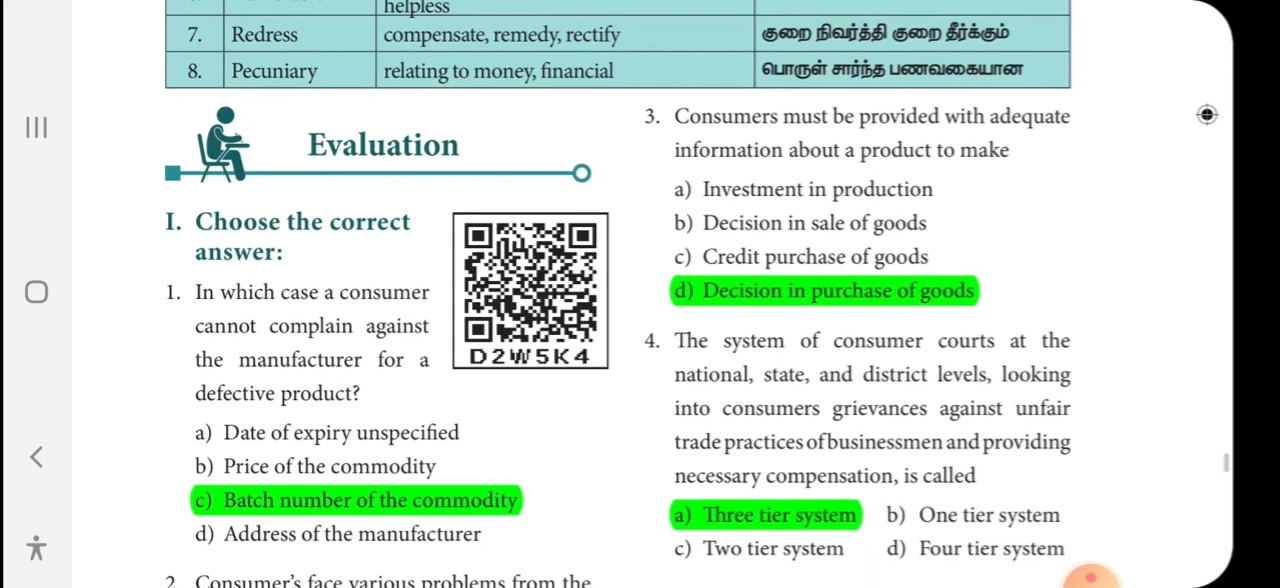 helpless
7. Redress compensate, remedy, rectify குறை நிவர்த்தி குறை தீர்க்கும்
8. Pecuniary relating to money, financial பொருள் சார்ந்த பணவகையான
Evaluation
I. Choose the correct
answer:
1. In which case a consumer
cannot complain against
the manufacturer for a
defective product?
D2W5K4
a) Date of expiry unspecified
b) Price of the commodity
c) Batch number of the commodity
d) Address of the manufacturer
2. Consumer's face various problems from the
3. Consumers must be provided with adequate
information about a product to make
a) Investment in production
b) Decision in sale of goods
c) Credit purchase of goods
d) Decision in purchase of goods
4. The system of consumer courts at the
national, state, and district levels, looking
into consumers grievances against unfair
trade practices of businessmen and providing
necessary compensation, is called
a) Three tier system b) One tier system
c) Two tier system d) Four tier system